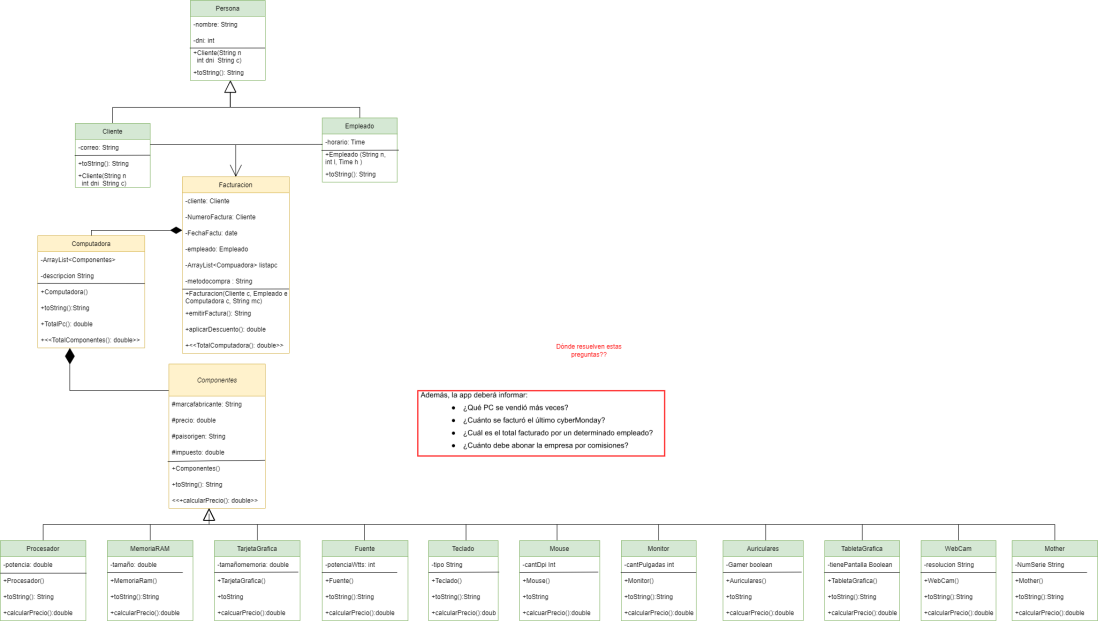 Persona
-nombre: String
-dni: int
+Cliente(String n
int dni String c)
+toString(): String
Cliente
-correo: String
+toString(): String
+Cliente(String n
int dni String c)
Empleado
-horario: Time
+Empleado (String n,
int l, Time h )
+toString(): String
Facturacion
-cliente: Cliente
-NumeroFactura: Cliente
-FechaFactu: date
-empleado: Empleado
-ArrayList<Compuadora> listapc
-metodocompra : String
+Facturacion(Cliente c, Empleado e
Computadora c, String mc)
+emitirFactura(): String
+aplicarDescuento(): double
+<<TotalComputadora(): double>>
Computadora
-ArrayList<Componentes>
-descripcion String
+Computadora()
+toString():String
+TotalPc(): double
+<<TotalComponentes(): double>>
Componentes
#marcafabricante: String
#precio: double
#paisorigen: String
#impuesto: double
+Componentes()
+toString(): String
<<+calcularPrecio(): double>>
Dónde resuelven estas
preguntas??
Además, la app deberá informar:
● ¿Qué PC se vendió más veces?
● ¿Cuánto se facturó el último cyberMonday?
● ¿Cuál es el total facturado por un determinado empleado?
● ¿Cuánto debe abonar la empresa por comisiones?
Procesador
-potencia: double
+Procesador()
+toString(): String
+calcularPrecio():double
MemoriaRAM
-tamaño: double
+MemoriaRam()
+toString(): String
+calcularPrecio():double
TarjetaGrafica
-tamañomemoria: double
+TarjetaGrafica()
+toString
+calcuarPrecio():double
Fuente
-potenciaWtts: int
+Fuente()
+toString(): String
+calcularPrecio():double
Teclado
-tipo String
+Teclado()
+toString():String
+calcularPrecio():doub
Mouse
-cantDpi Int
+Mouse()
+toString()
+calcuarPrecio():double
Monitor
-cantPulgadas int
+Monitor()
+toString():String
+calcularPrecio():double
Auriculares
-Gamer boolean
+Auriculares()
+toString
+calcularPrecio():double
TabletaGrafica
-tienePantalla Boolean
+TabletaGrafica()
+toString():String
+calcularPrecio():double
WebCam
-resolucion String
+WebCam()
+toString():String
+calcularPrecio():double
Mother
-NumSerie String
+Mother()
+toString():String
+calcularPrecio():double